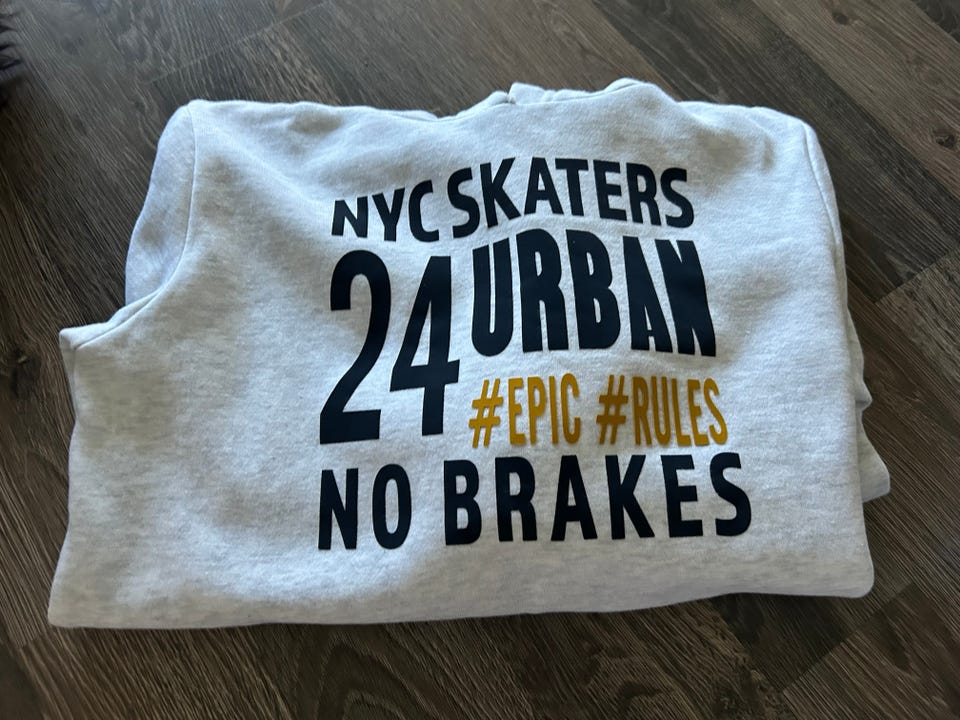 NYC SKATERS
24 URBAN
#EPIC #RULES
NO BRAKES